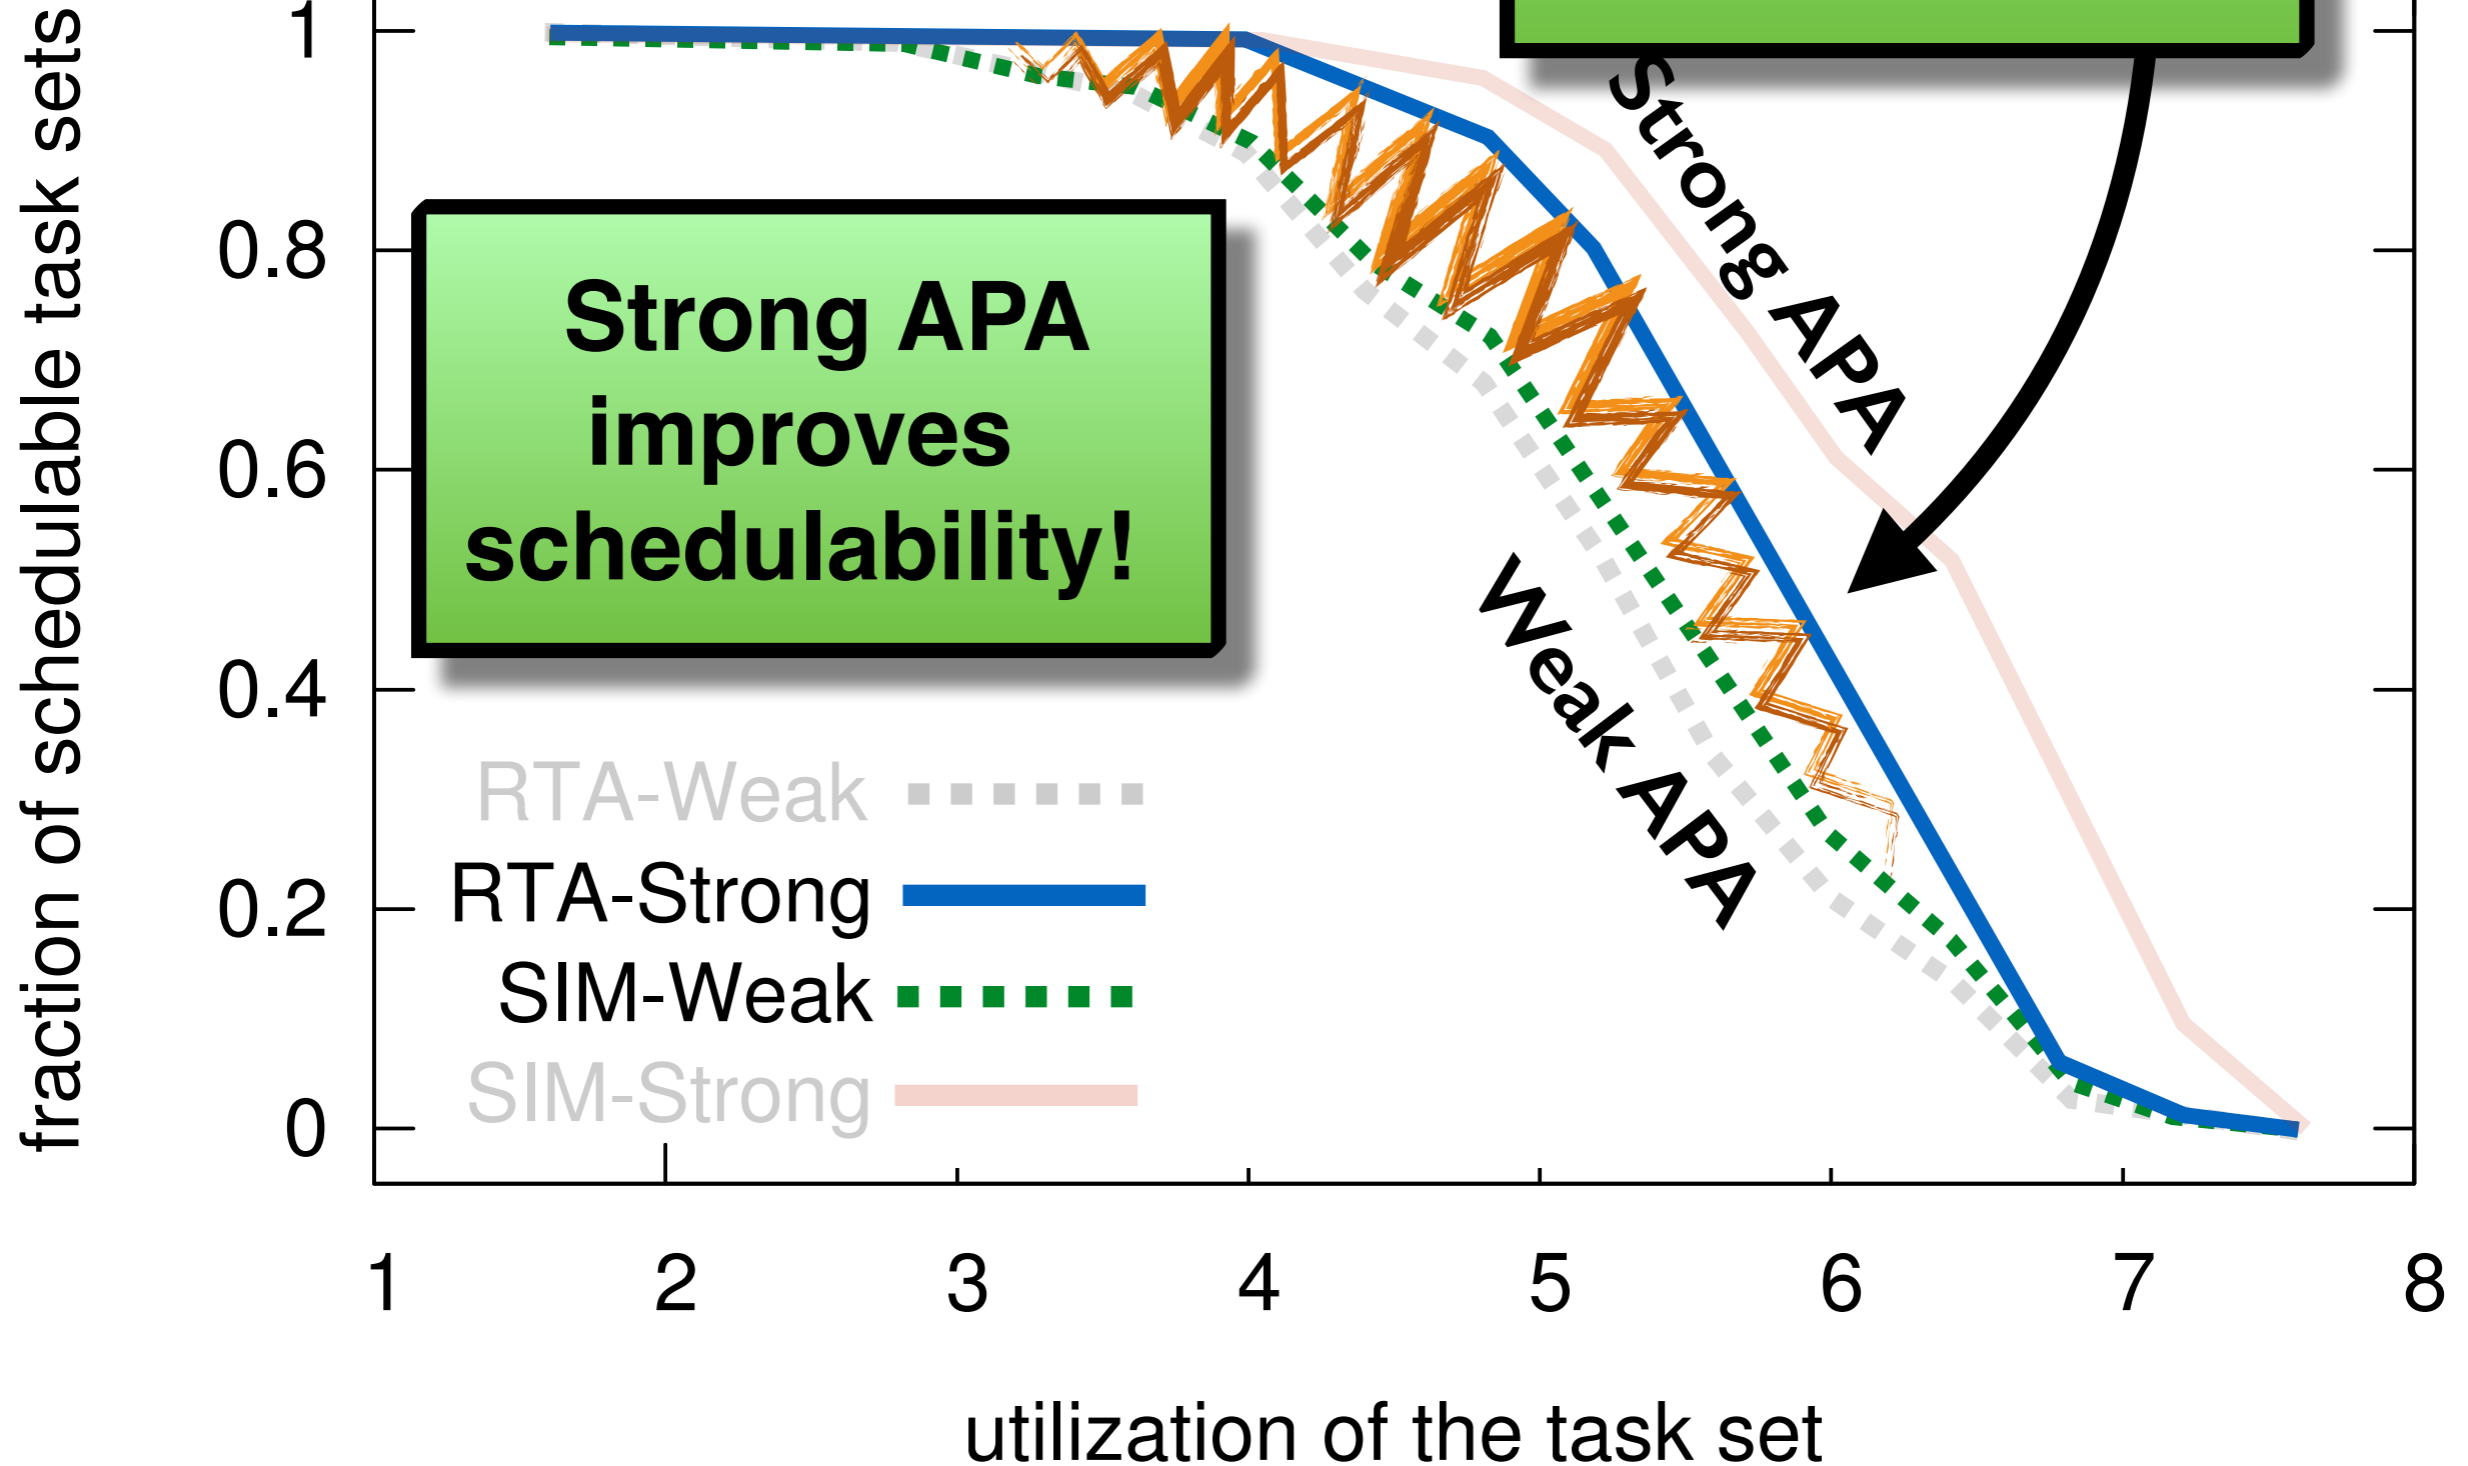 fraction of schedulable task sets
1
0.8
0.6
0.4
0.2
0
Strong APA
improves
schedulability!
Strong APA
Weak APA
RTA-Weak
RTA-Strong
SIM-Weak
SIM-Strong
1 2 3 4 5 6 7 8
utilization of the task set